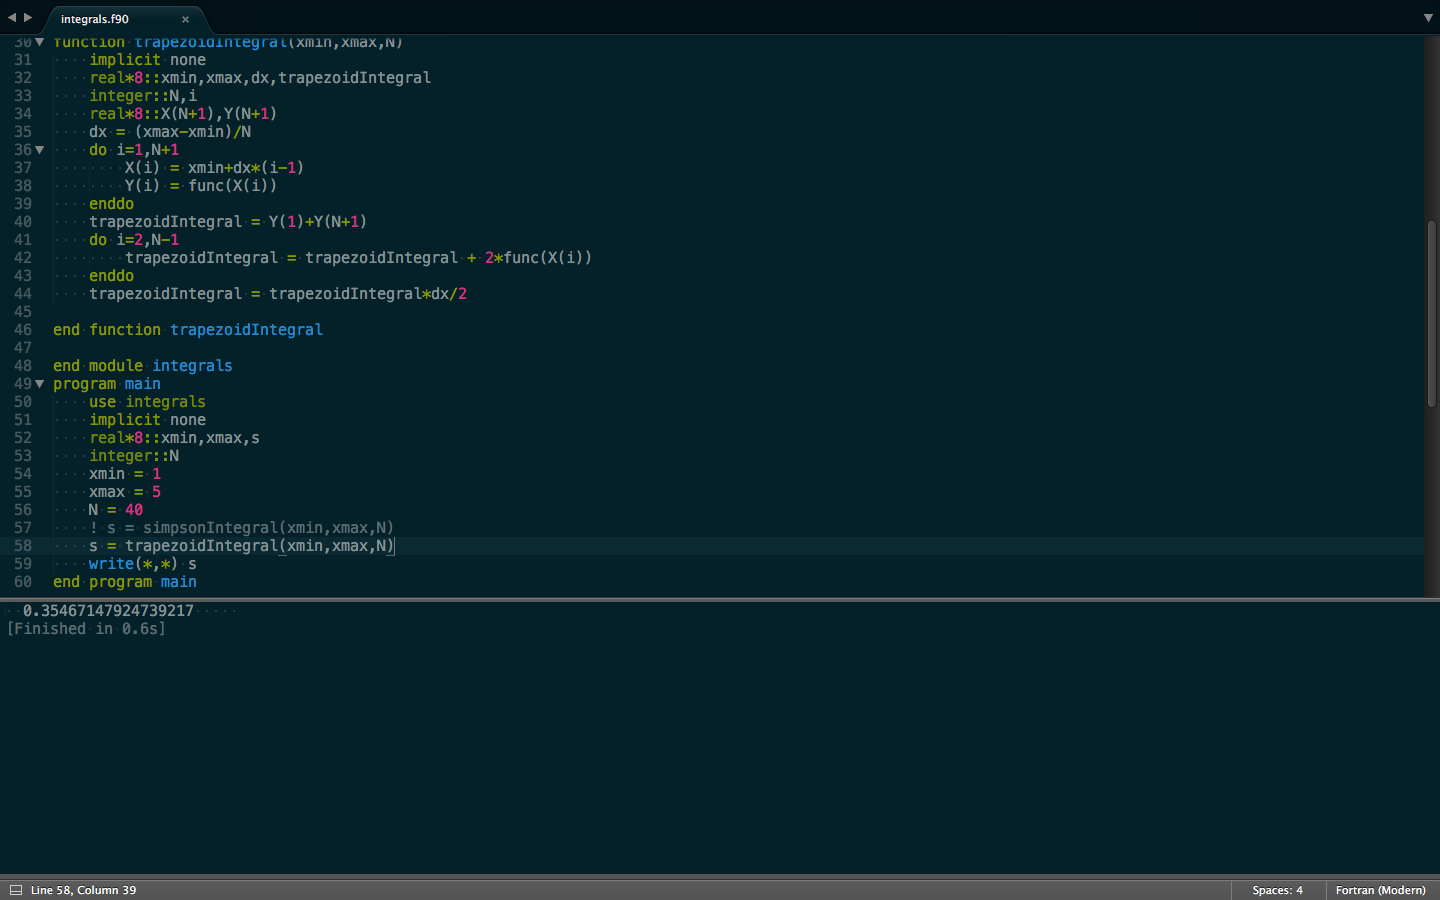 integrals.f90 ×
30 function trapezoidIntegral(xmin,xmax,N)
31 implicit none
32 real*8::xmin,xmax,dx,trapezoidIntegral
33 integer::N,i
34 real*8::X(N+1),Y(N+1)
35 dx = (xmax-xmin)/N
36 do i=1,N+1
37 X(i) = xmin+dx*(i-1)
38 Y(i) = func(X(i))
39 enddo
40 trapezoidIntegral = Y(1)+Y(N+1)
41 do i=2,N-1
42 trapezoidIntegral = trapezoidIntegral + 2*func(X(i))
43 enddo
44 trapezoidIntegral = trapezoidIntegral*dx/2
45
46 end function trapezoidIntegral
47
48 end module integrals
49 program main
50 use integrals
51 implicit none
52 real*8::xmin,xmax,s
53 integer::N
54 xmin = 1
55 xmax = 5
56 N = 40
57 ! s = simpsonIntegral(xmin,xmax,N)
58 s = trapezoidIntegral(xmin,xmax,N)
59 write(*,*) s
60 end program main
0.35467147924739217
[Finished in 0.6s]
Line 58, Column 39 Spaces: 4 Fortran (Modern)